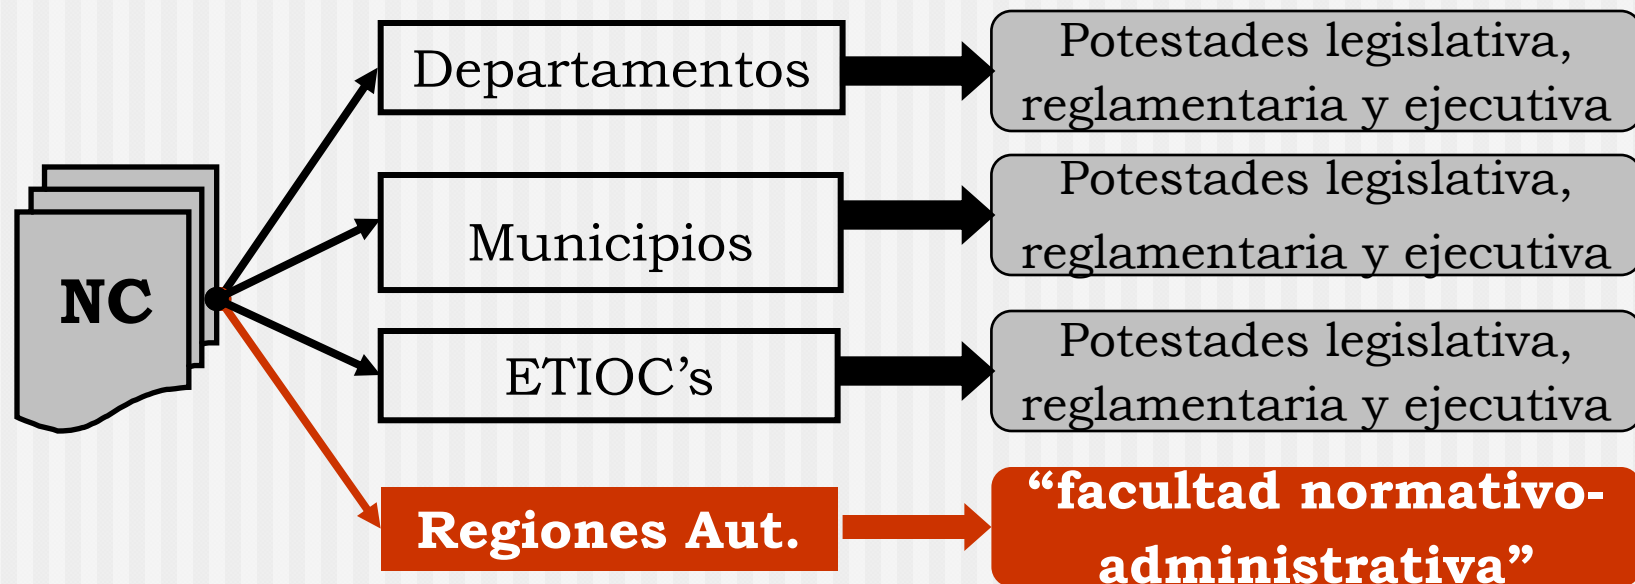 NC
Departamentos
Potestades legislativa,
reglamentaria y ejecutiva
Municipios
Potestades legislativa,
reglamentaria y ejecutiva
ETIOC’s
Potestades legislativa,
reglamentaria y ejecutiva
Regiones Aut.
“facultad normativo-
administrativa”